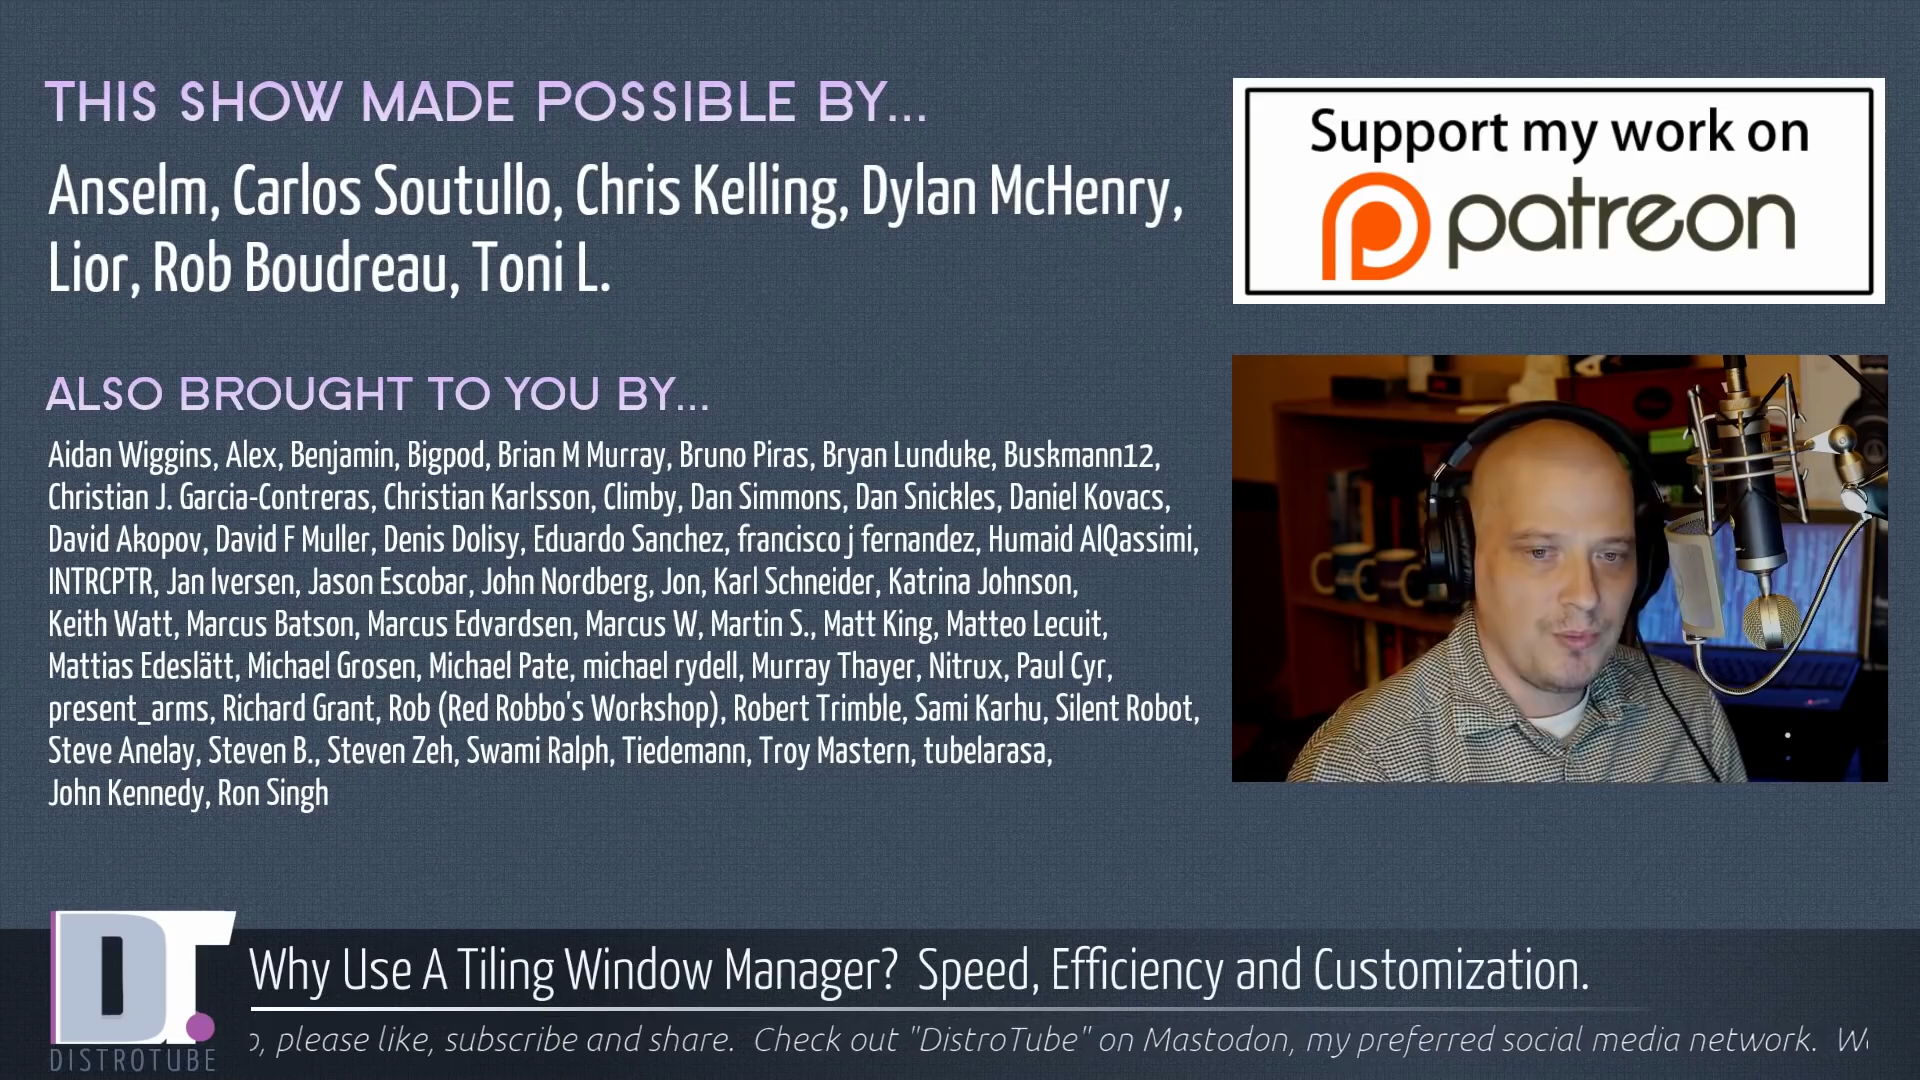 THIS SHOW MADE POSSIBLE BY...
Anselm, Carlos Soutullo, Chris Kelling, Dylan McHenry,
Lior, Rob Boudreau, Toni L.
Support my work on
patreon
ALSO BROUGHT TO YOU BY...
Aidan Wiggins, Alex, Benjamin, Bigpod, Brian M Murray, Bruno Piras, Bryan Lunduke, Buskmann12,
Christian J. Garcia-Contreras, Christian Karlsson, Climby, Dan Simmons, Dan Snickles, Daniel Kovacs,
David Akopov, David F Muller, Denis Dolisy, Eduardo Sanchez, francisco j fernandez, Humaid AlQassimi,
INTRCPTR, Jan Iversen, Jason Escobar, John Nordberg, Jon, Karl Schneider, Katrina Johnson,
Keith Watt, Marcus Batson, Marcus Edvardsen, Marcus W, Martin S., Matt King, Matteo Lecuit,
Mattias Edeslätt, Michael Grosen, Michael Pate, michael rydell, Murray Thayer, Nitrux, Paul Cyr,
present_arms, Richard Grant, Rob (Red Robbo's Workshop), Robert Trimble, Sami Karhu, Silent Robot,
Steve Anelay, Steven B., Steven Zeh, Swami Ralph, Tiedemann, Troy Mastern, tubelarasa,
John Kennedy, Ron Singh
DT.
DISTROTUBE
Why Use A Tiling Window Manager? Speed, Efficiency and Customization.
please like, subscribe and share. Check out "DistroTube" on Mastodon, my preferred social media network.